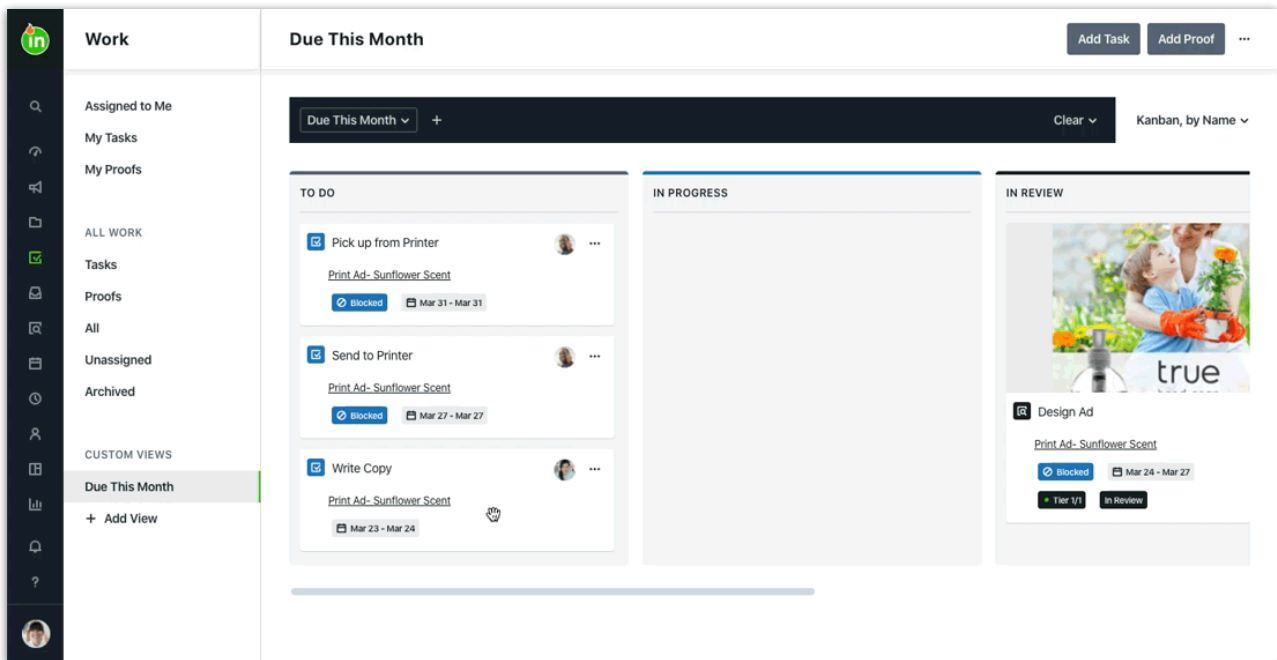 in
Work
Due This Month
Add Task
Add Proof
Assigned to Me
My Tasks
My Proofs
ALL WORK
Tasks
Proofs
All
Unassigned
Archived
CUSTOM VIEWS
Due This Month
+ Add View
?
Due This Month
+
Clear
Kanban, by Name
TO DO
Pick up from Printer
Print Ad- Sunflower Scent
Blocked
Mar 31 - Mar 31
Send to Printer
Print Ad- Sunflower Scent
Blocked
Mar 27 - Mar 27
Write Copy
Print Ad- Sunflower Scent
Mar 23 - Mar 24
IN PROGRESS
IN REVIEW
true
Design Ad
Print Ad- Sunflower Scent
Blocked
Mar 24 - Mar 27
Tier 1/1
In Review